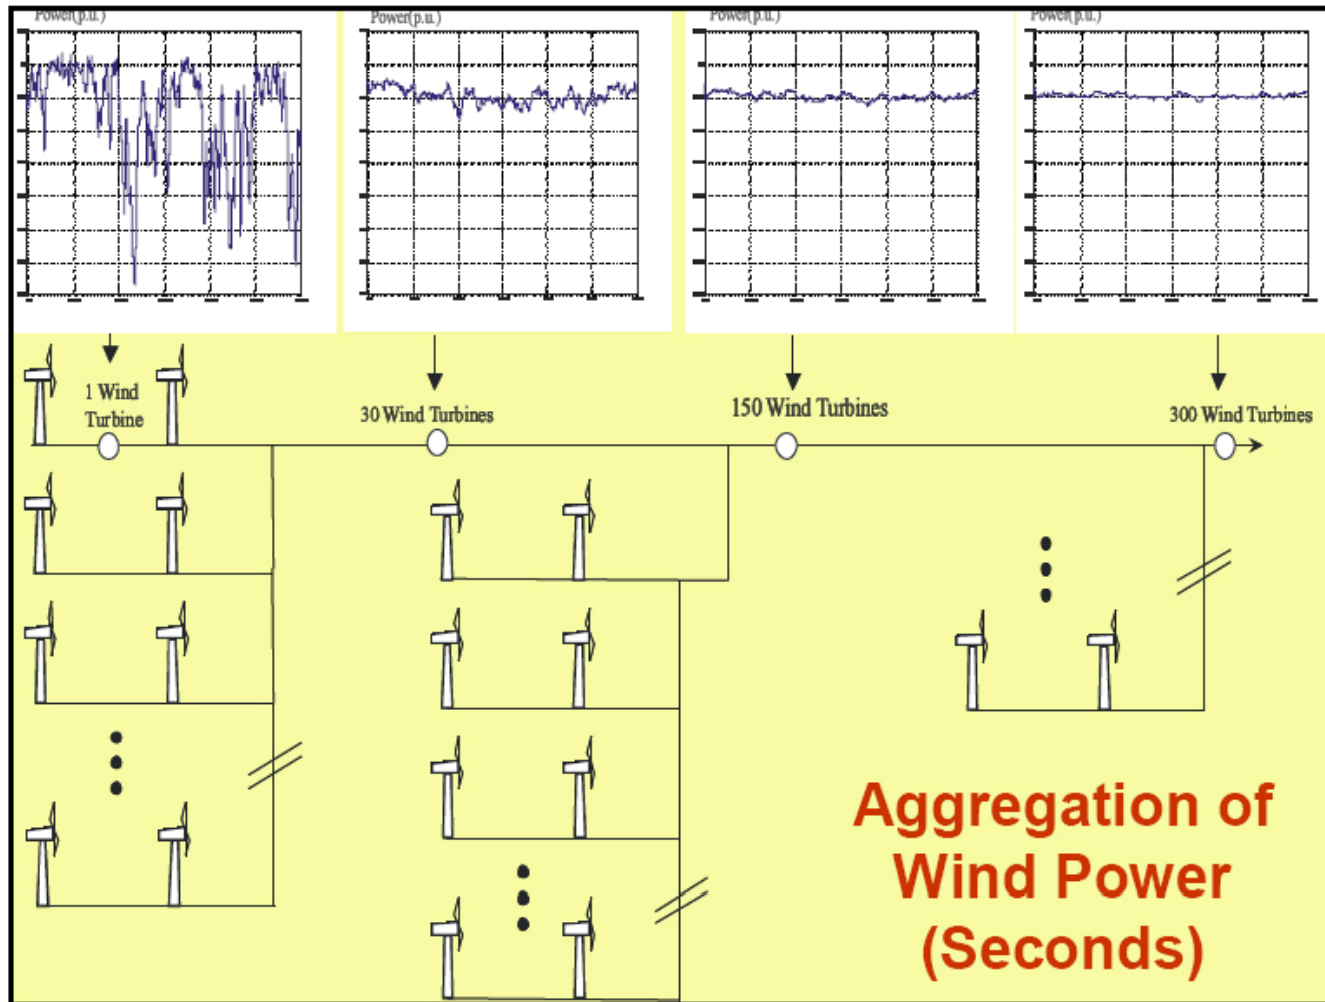 Power(p.u.)
Power(p.u.)
Power(p.u.)
Power(p.u.)
1 Wind
Turbine
30 Wind Turbines
150 Wind Turbines
300 Wind Turbines
Aggregation of
Wind Power
(Seconds)